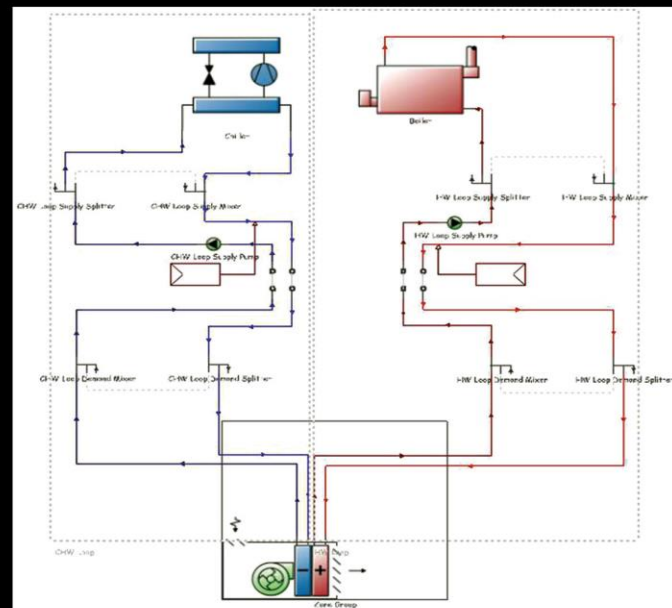 Chiller
Boiler
CHW Loop Supply Splitter
CHW Loop Supply Mixer
HW Loop Supply Splitter
HW Loop Supply Mixer
CHW Loop Supply Pump
HW Loop Supply Pump
CHW Loop Demand Mixer
CHW Loop Demand Splitter
HW Loop Demand Mixer
HW Loop Demand Splitter
CHW Loop
HW Loop
Zone Group